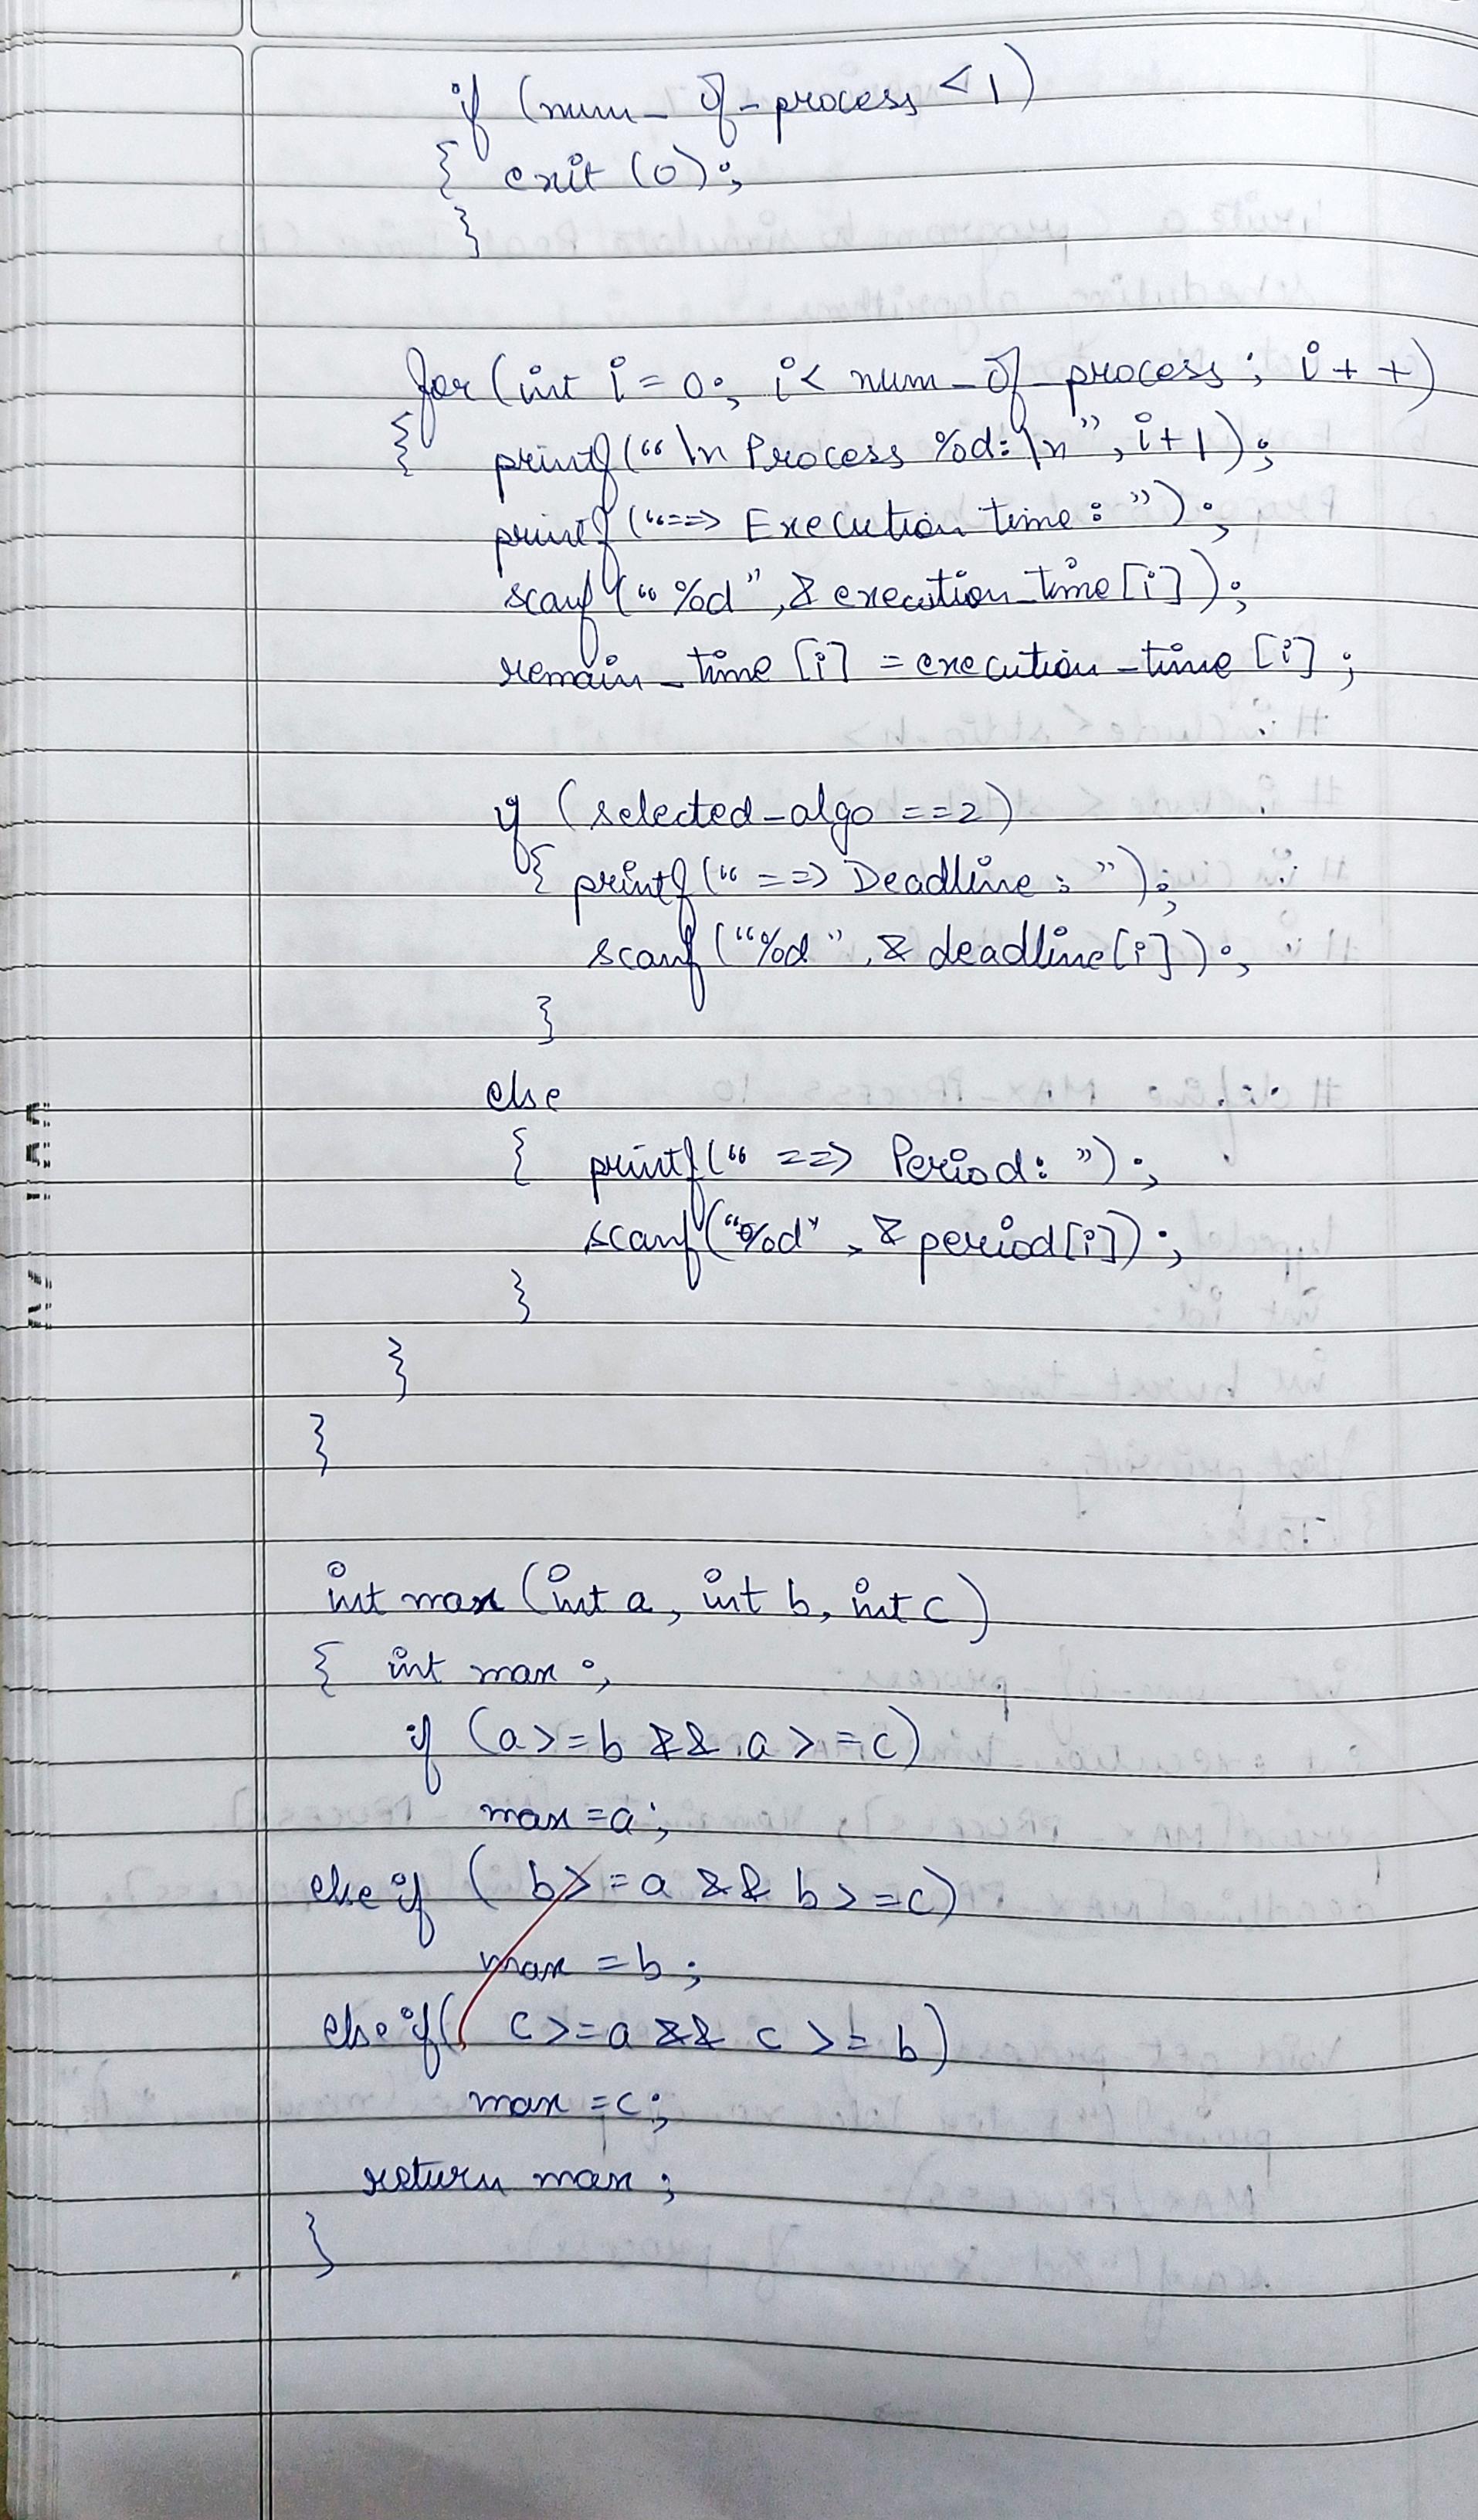 if (num_of_process < 1)
{ exit (0);
}
for (int i = 0; i < num_of_process; i++)
{ printf("\n Process %d:\n", i+1);
printf("==> Execution time: ");
scanf("%d", & execution_time[i]);
remain_time [i] = execution_time [i];
if (selected_algo ==2)
{ printf("==> Deadline: ");
scanf("%d", & deadline[i]);
}
else
{ printf("==> Period: ");
scanf("%d", & period[i]);
}
}
}
int max (int a, int b, int c)
{ int max;
if (a>=b && a>=c)
max=a;
else if ( b>=a && b>=c)
max =b;
else if( c>=a && c>=b)
max =c;
return max;
}